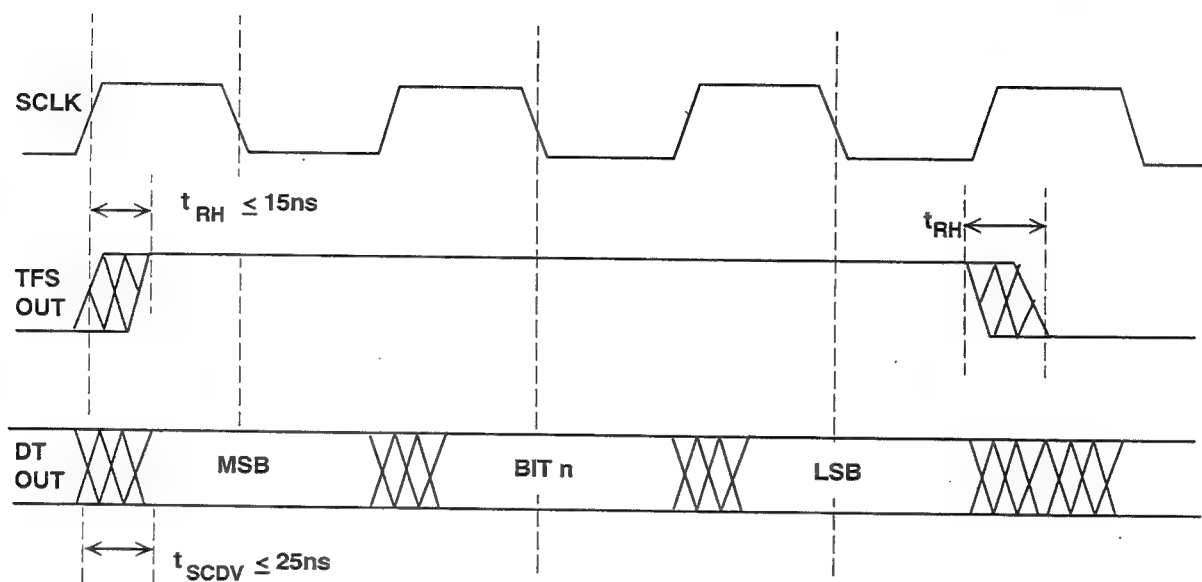 SCLK
t RH ≤ 15ns
t RH
TFS
OUT
DT
OUT
MSB
BIT n
LSB
t SCDV ≤ 25ns